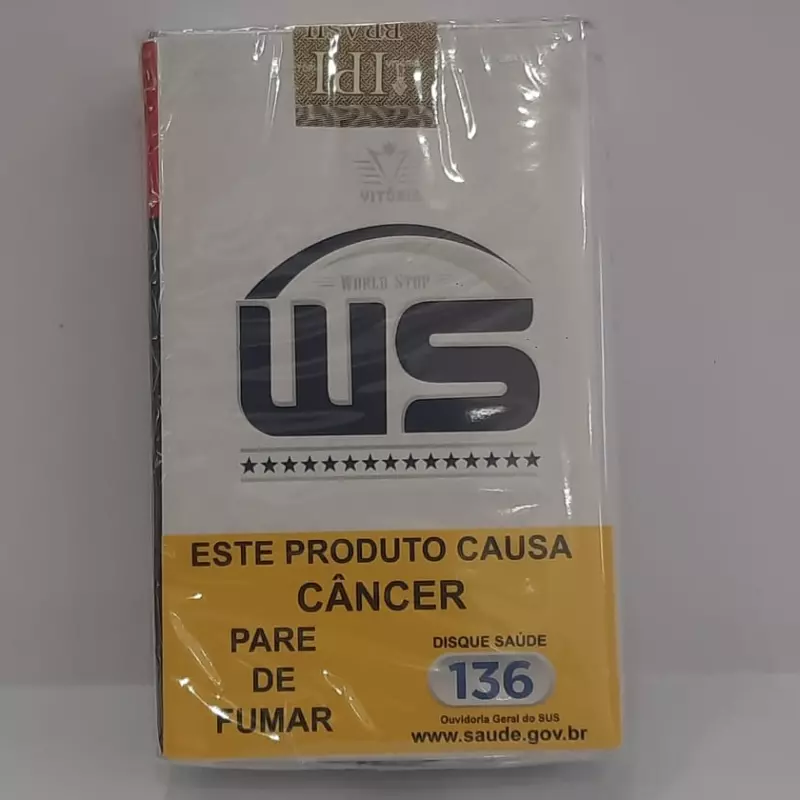 BRASIL
IPI
VITÓRIA
WORLD STOP
WS
ESTE PRODUTO CAUSA
CÂNCER
PARE
DE
FUMAR
DISQUE SAÚDE
136
Ouvidoria Geral do SUS
www.saude.gov.br